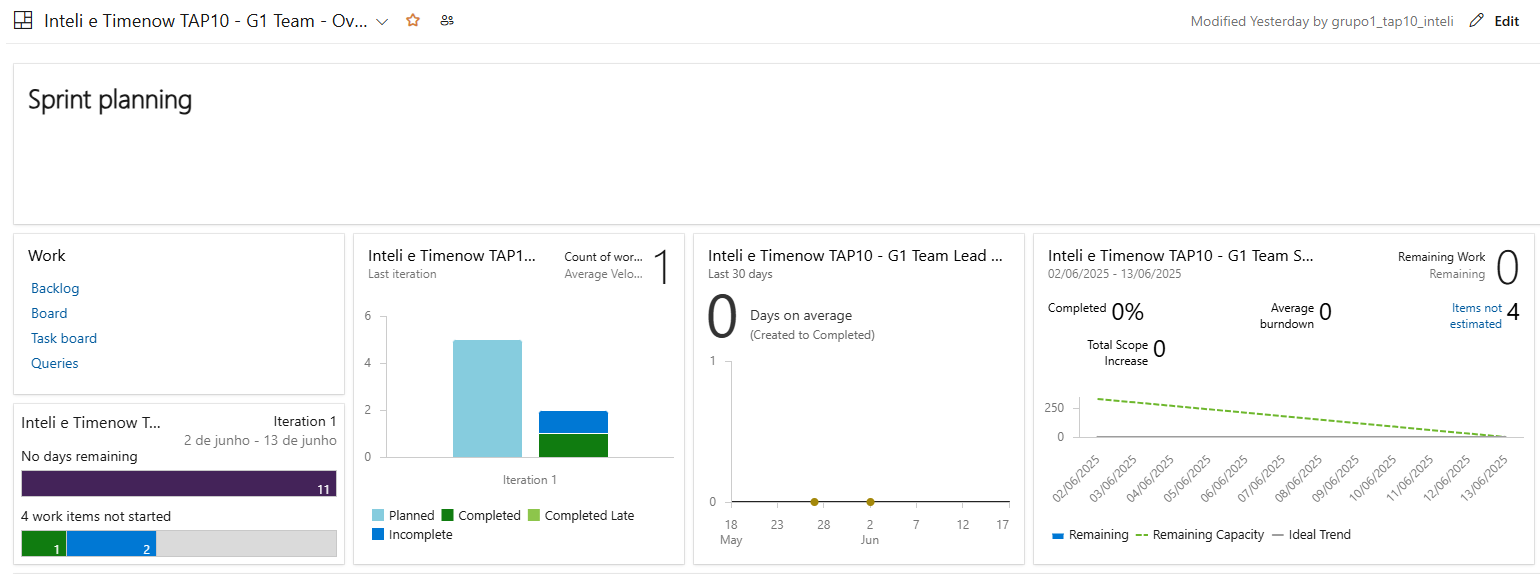 Inteli e Timenow TAP10 - G1 Team - Ov...
Modified Yesterday by grupo1_tap10_inteli
Edit
Sprint planning
Work
Backlog
Board
Task board
Queries
Inteli e Timenow T...
Iteration 1
2 de junho - 13 de junho
No days remaining
11
4 work items not started
1
2
Inteli e Timenow TAP1...
Last iteration
Count of wor...
Average Velo...
1
6
4
2
0
Iteration 1
Planned
Completed
Completed Late
Incomplete
Inteli e Timenow TAP10 - G1 Team Lead ...
Last 30 days
0
Days on average
(Created to Completed)
1
0
18
May
23
28
2
Jun
7
12
17
Inteli e Timenow TAP10 - G1 Team S...
02/06/2025 - 13/06/2025
Remaining Work
Remaining
0
Completed
0%
Average
burndown
0
Items not
estimated
4
Total Scope
Increase
0
250
0
02/06/2025
03/06/2025
04/06/2025
05/06/2025
06/06/2025
07/06/2025
08/06/2025
09/06/2025
10/06/2025
11/06/2025
12/06/2025
13/06/2025
Remaining
Remaining Capacity
Ideal Trend